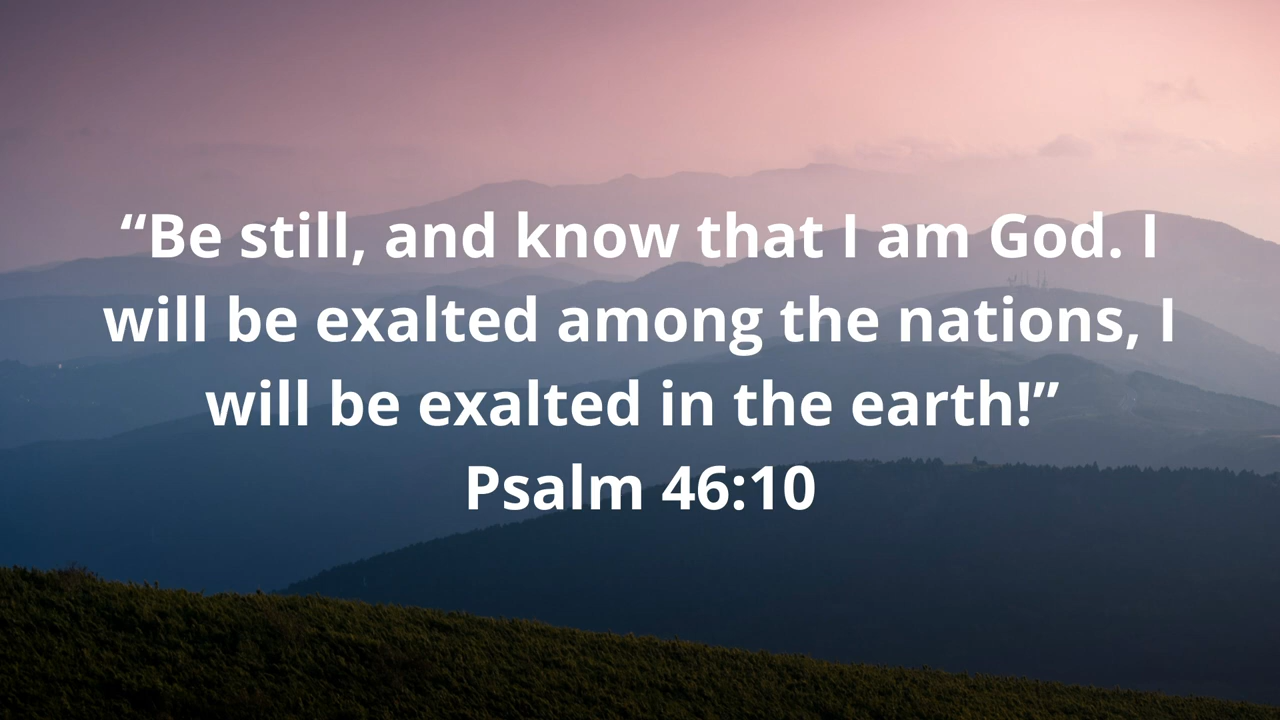 “Be still, and know that I am God. I
will be exalted among the nations, I
will be exalted in the earth!”
Psalm 46:10